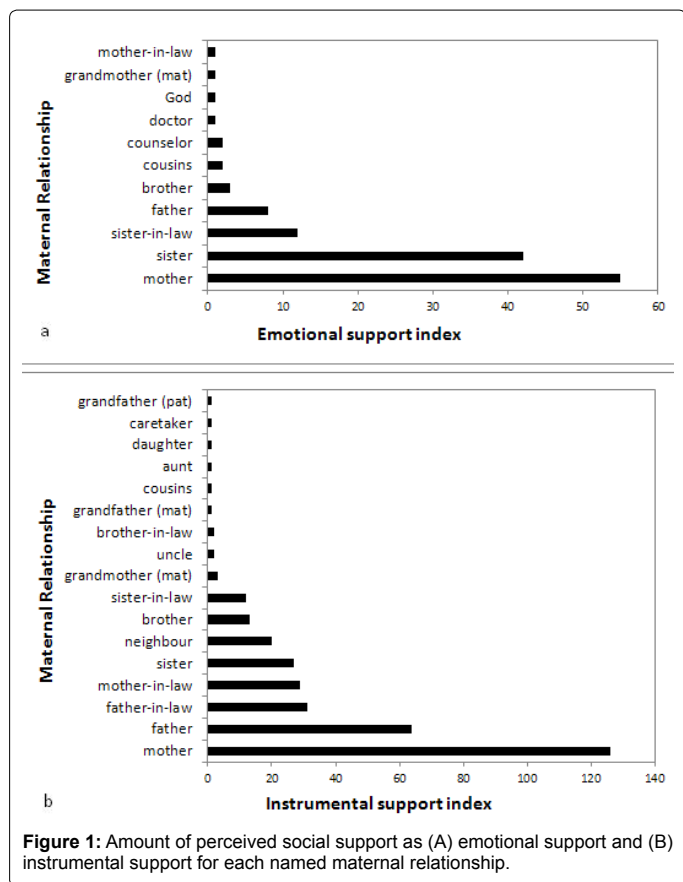 Maternal Relationship
mother-in-law
grandmother (mat)
God
doctor
counselor
cousins
brother
father
sister-in-law
sister
mother
0 10 20 30 40 50 60
a
Emotional support index
Maternal Relationship
grandfather (pat)
caretaker
daughter
aunt
cousins
grandfather (mat)
brother-in-law
uncle
grandmother (mat)
sister-in-law
brother
neighbour
sister
mother-in-law
father-in-law
father
mother
0 20 40 60 80 100 120 140
b
Instrumental support index
Figure 1: Amount of perceived social support as (A) emotional support and (B)
instrumental support for each named maternal relationship.